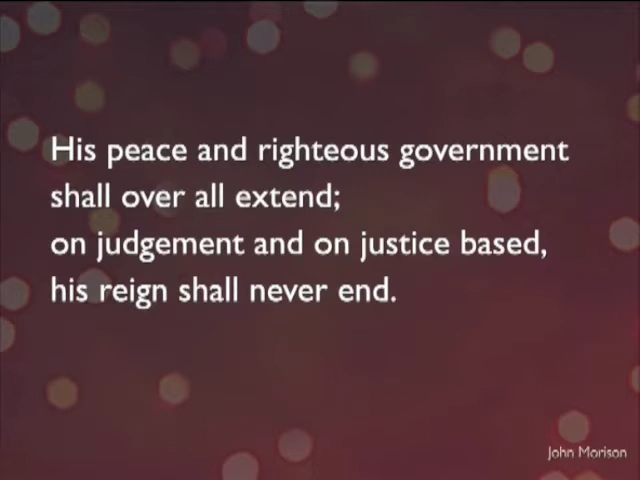 His peace and righteous government
shall over all extend;
on judgement and on justice based,
his reign shall never end.
John Morison